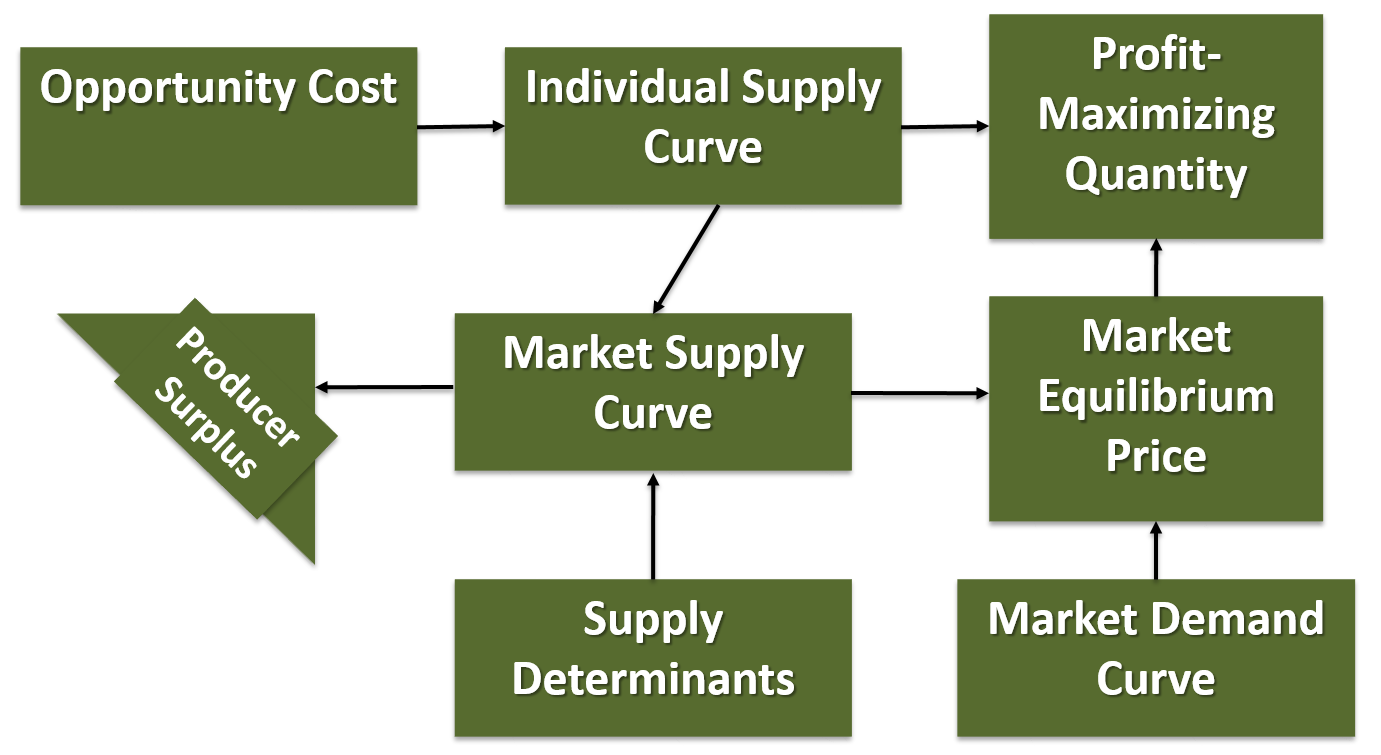 Opportunity Cost
Individual Supply
Curve
Profit-
Maximizing
Quantity
Producer
Surplus
Market Supply
Curve
Market
Equilibrium
Price
Supply
Determinants
Market Demand
Curve